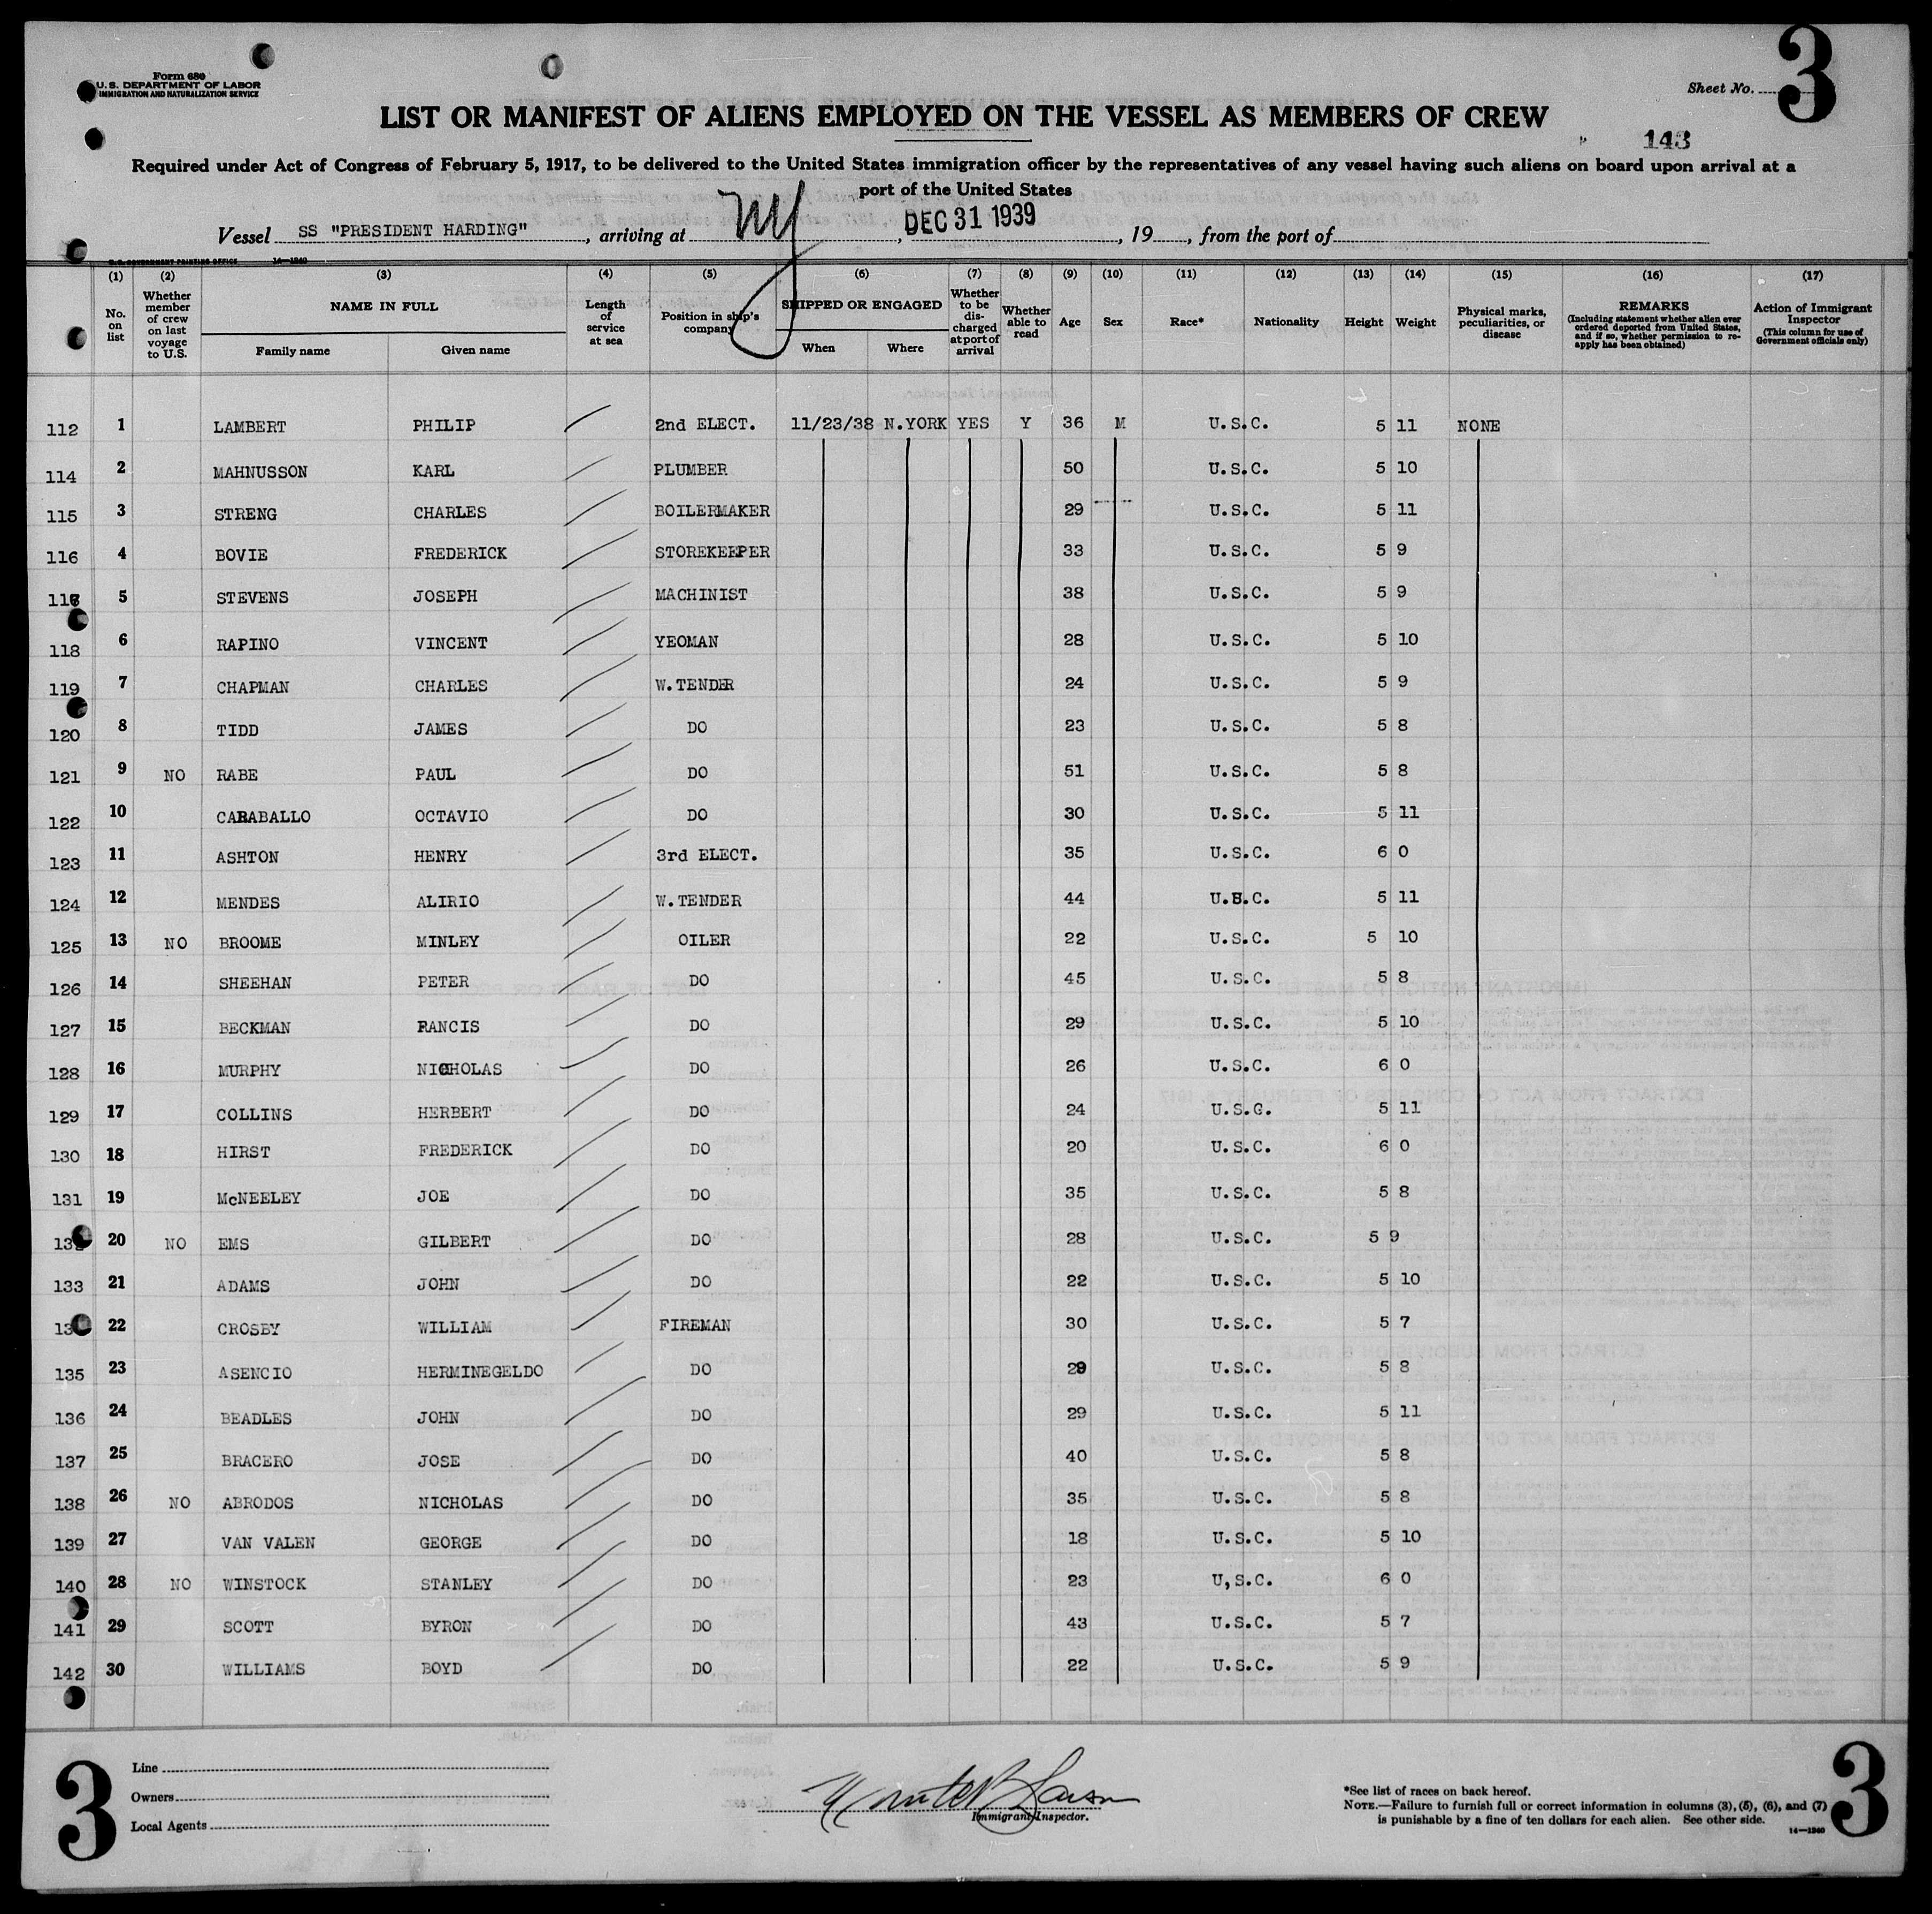 Form 680
U. S. DEPARTMENT OF LABOR
IMMIGRATION AND NATURALIZATION SERVICE
Sheet No. 3
LIST OR MANIFEST OF ALIENS EMPLOYED ON THE VESSEL AS MEMBERS OF CREW
143
Required under Act of Congress of February 5, 1917, to be delivered to the United States immigration officer by the representatives of any vessel having such aliens on board upon arrival at a
port of the United States
Vessel SS "PRESIDENT HARDING", arriving at NY, DEC 31 1939, 19, from the port of
U. S. GOVERNMENT PRINTING OFFICE 14—1240
(1) (2) (3) (4) (5) (6) (7) (8) (9) (10) (11) (12) (13) (14) (15) (16) (17)
No. on list
Whether member of crew on last voyage to U.S.
NAME IN FULL
Family name Given name
Length of service at sea
Position in ship's company
SHIPPED OR ENGAGED
When Where
Whether to be discharged at port of arrival
Whether able to read
Age Sex Race* Nationality Height Weight
Physical marks, peculiarities, or disease
REMARKS
(Including statement whether alien ever ordered deported from United States, and if so, whether permission to reapply has been obtained)
Action of Immigrant Inspector
(This column for use of Government officials only)
112 1 LAMBERT PHILIP 2nd ELECT. 11/23/38 N.YORK YES Y 36 M U.S.C. 5 11 NONE
114 2 MAHNUSSON KARL PLUMBER 50 U.S.C. 5 10
115 3 STRENG CHARLES BOILERMAKER 29 U.S.C. 5 11
116 4 BOVIE FREDERICK STOREKEEPER 33 U.S.C. 5 9
117 5 STEVENS JOSEPH MACHINIST 38 U.S.C. 5 9
118 6 RAPINO VINCENT YEOMAN 28 U.S.C. 5 10
119 7 CHAPMAN CHARLES W.TENDER 24 U.S.C. 5 9
120 8 TIDD JAMES DO 23 U.S.C. 5 8
121 9 NO RABE PAUL DO 51 U.S.C. 5 8
122 10 CARABALLO OCTAVIO DO 30 U.S.C. 5 11
123 11 ASHTON HENRY 3rd ELECT. 35 U.S.C. 6 0
124 12 MENDES ALIRIO W.TENDER 44 U.S.C. 5 11
125 13 NO BROOME MINLEY OILER 22 U.S.C. 5 10
126 14 SHEEHAN PETER DO 45 U.S.C. 5 8
127 15 BECKMAN FANCIS DO 29 U.S.C. 5 10
128 16 MURPHY NICHOLAS DO 26 U.S.C. 6 0
129 17 COLLINS HERBERT DO 24 U.S.C. 5 11
130 18 HIRST FREDERICK DO 20 U.S.C. 6 0
131 19 McNEELEY JOE DO 35 U.S.C. 5 8
20 NO EMS GILBERT DO 28 U.S.C. 5 9
133 21 ADAMS JOHN DO 22 U.S.C. 5 10
22 CROSBY WILLIAM FIREMAN 30 U.S.C. 5 7
135 23 ASENCIO HERMINEGELDO DO 29 U.S.C. 5 8
136 24 BEADLES JOHN DO 29 U.S.C. 5 11
137 25 BRACERO JOSE DO 40 U.S.C. 5 8
138 26 NO ABRODOS NICHOLAS DO 35 U.S.C. 5 8
139 27 VAN VALEN GEORGE DO 18 U.S.C. 5 10
140 28 NO WINSTOCK STANLEY DO 23 U,S.C. 6 0
141 29 SCOTT BYRON DO 43 U.S.C. 5 7
142 30 WILLIAMS BOYD DO 22 U.S.C. 5 9
3
Line
Owners
Local Agents
Immigrant Inspector.
*See list of races on back hereof.
NOTE.—Failure to furnish full or correct information in columns (3), (5), (6), and (7)
is punishable by a fine of ten dollars for each alien. See other side.
14—1240
3